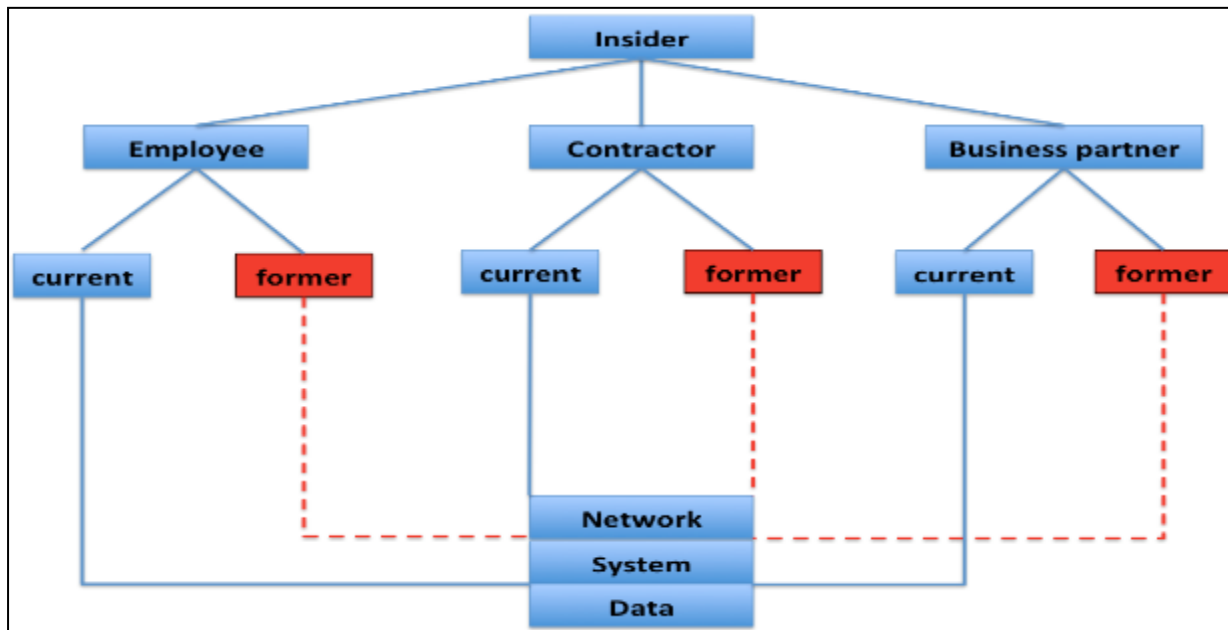 Insider
Employee
Contractor
Business partner
current
former
current
former
current
former
Network
System
Data